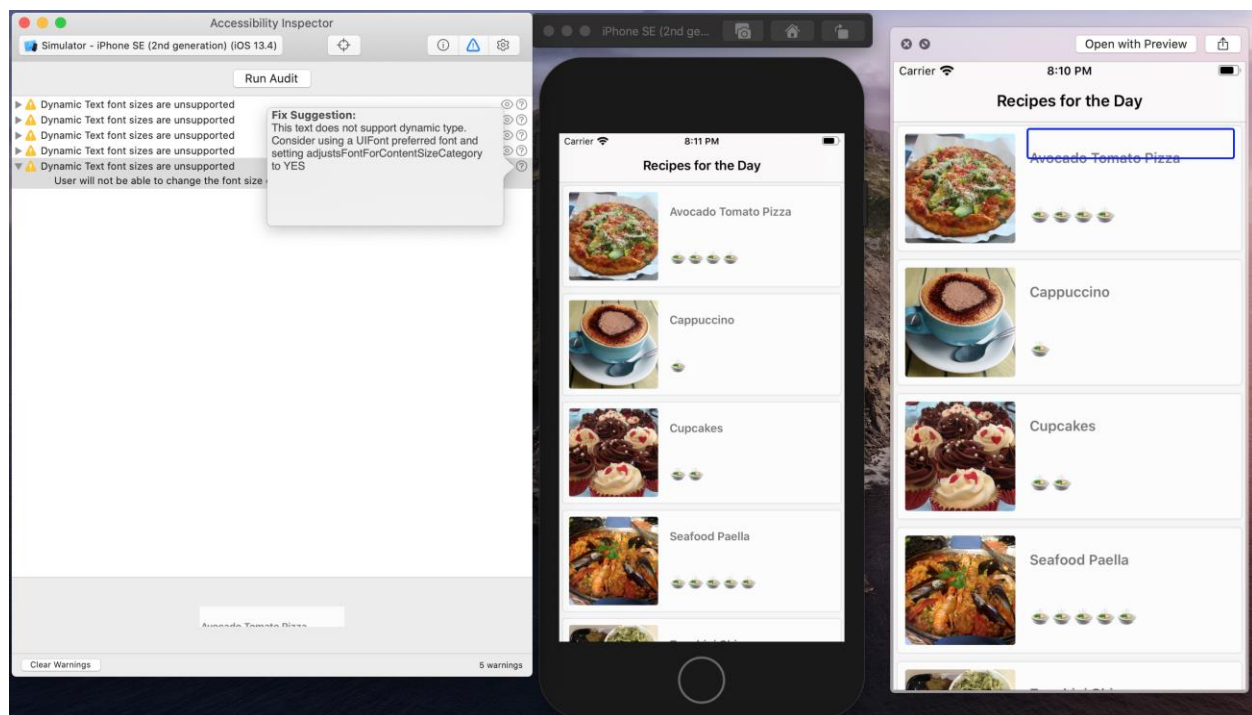 Accessibility Inspector
Simulator - iPhone SE (2nd generation) (iOS 13.4)
Run Audit
Dynamic Text font sizes are unsupported
Dynamic Text font sizes are unsupported
Dynamic Text font sizes are unsupported
Dynamic Text font sizes are unsupported
Dynamic Text font sizes are unsupported
User will not be able to change the font size
Fix Suggestion:
This text does not support dynamic type.
Consider using a UIFont preferred font and
setting adjustsFontForContentSizeCategory
to YES
Avocado Tomato Pizza
Clear Warnings
5 warnings
iPhone SE (2nd ge...
Carrier
8:11 PM
Recipes for the Day
Avocado Tomato Pizza
Cappuccino
Cupcakes
Seafood Paella
Open with Preview
Carrier
8:10 PM
Recipes for the Day
Avocado Tomato Pizza
Cappuccino
Cupcakes
Seafood Paella